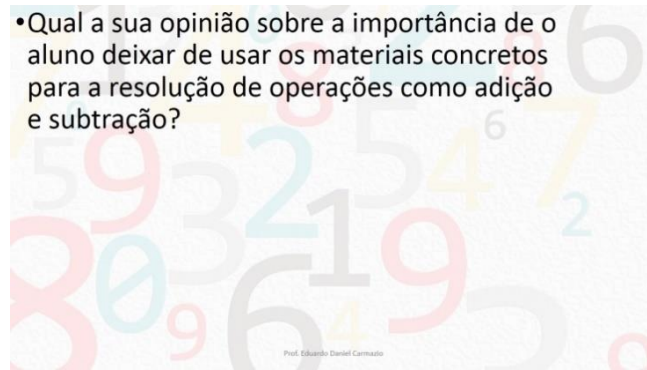 •Qual a sua opinião sobre a importância de o
aluno deixar de usar os materiais concretos
para a resolução de operações como adição
e subtração?
Prof. Eduardo Daniel Carmazio